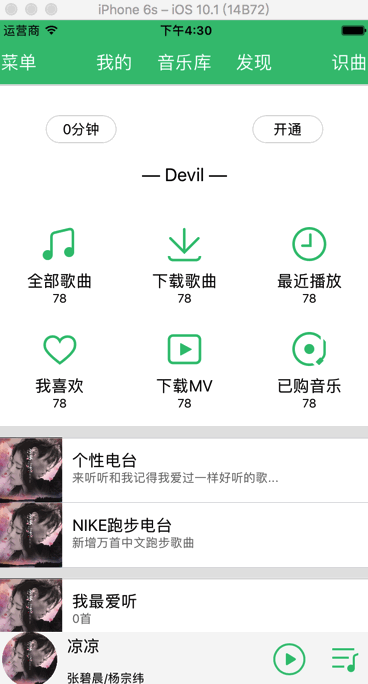 iPhone 6s – iOS 10.1 (14B72)
运营商 下午4:30
菜单 我的 音乐库 发现 识曲
0分钟 开通
— Devil —
全部歌曲 下载歌曲 最近播放
78 78 78
我喜欢 下载MV 已购音乐
78 78 78
个性电台
来听听和我记得我爱过一样好听的歌...
NIKE跑步电台
新增万首中文跑步歌曲
我最爱听
0首
凉凉
张碧晨/杨宗纬